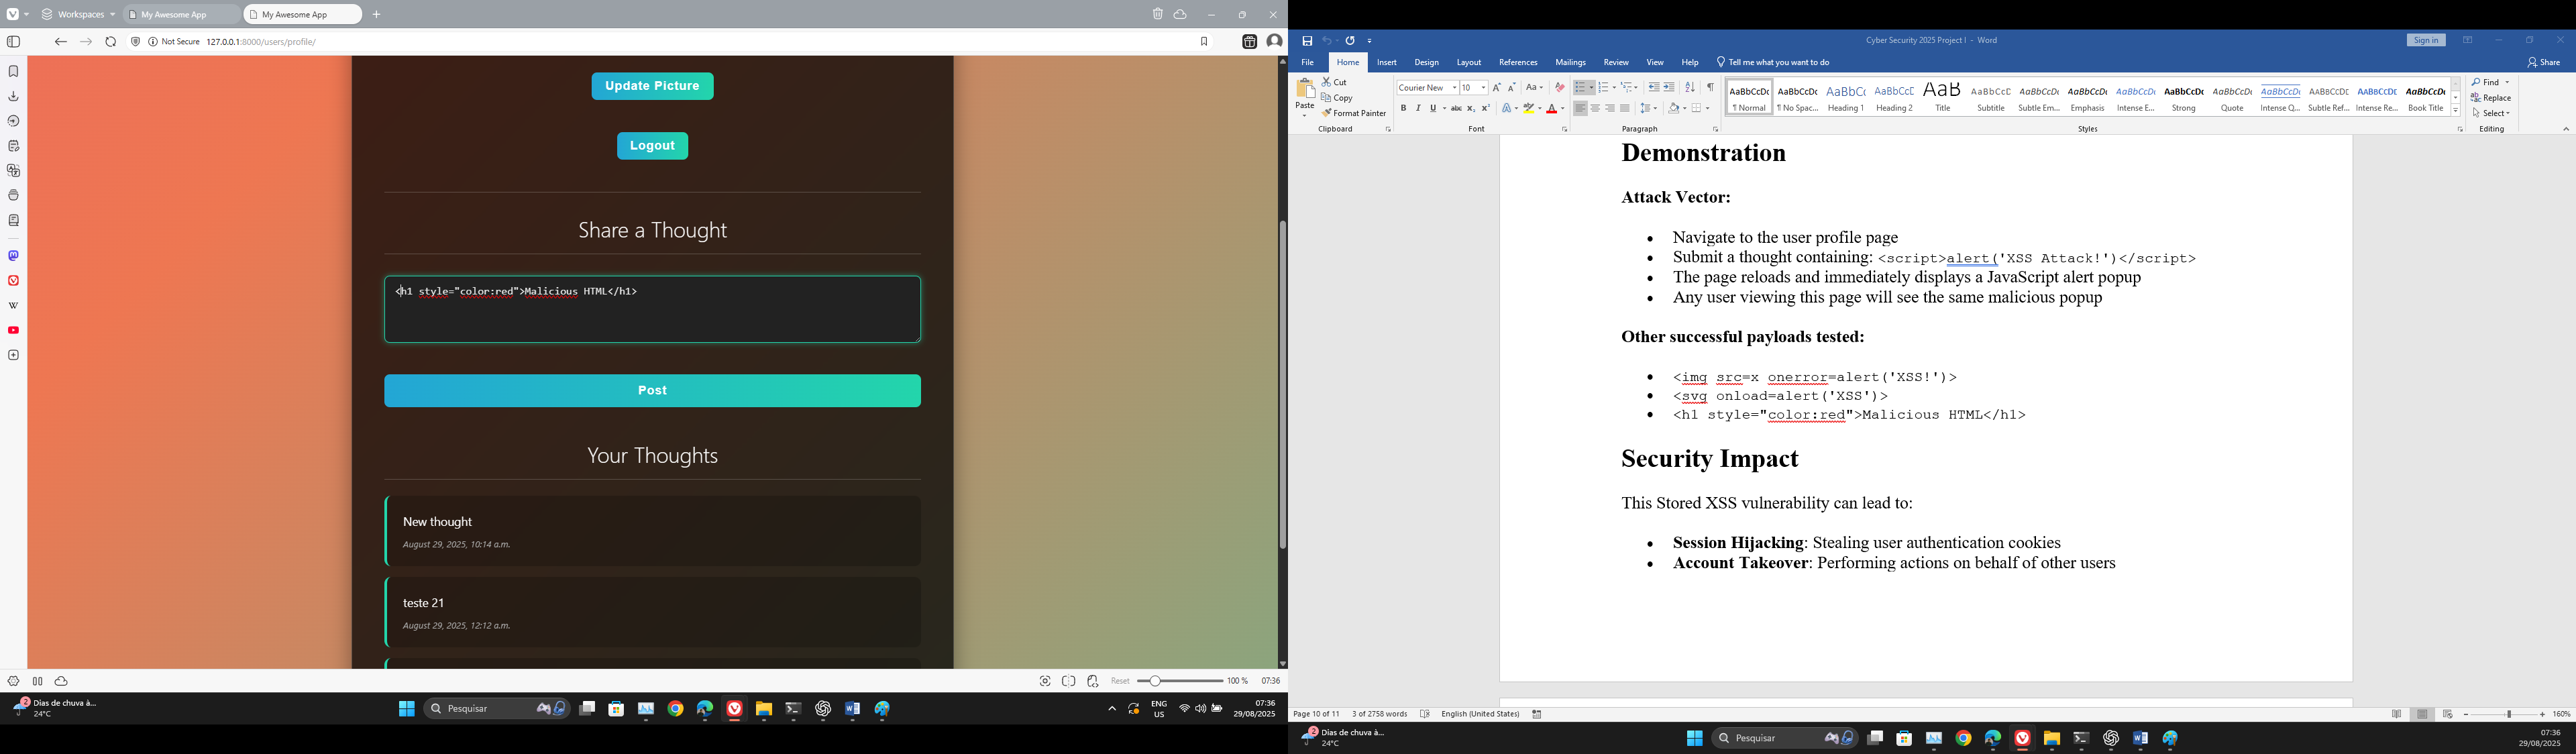 Workspaces
My Awesome App
My Awesome App
Not Secure 127.0.0.1:8000/users/profile/
Update Picture
Logout
Share a Thought
<h1 style="color:red">Malicious HTML</h1>
Post
Your Thoughts
New thought
August 29, 2025, 10:14 a.m.
teste 21
August 29, 2025, 12:12 a.m.
Reset
100 %
07:36
2
Dias de chuva à...
24°C
Pesquisar
ENG
US
07:36
29/08/2025
Cyber Security 2025 Project I - Word
Sign in
File Home Insert Design Layout References Mailings Review View Help Tell me what you want to do
Share
Paste
Cut
Copy
Format Painter
Clipboard
Courier New 10
Font
Paragraph
AaBbCcDc AaBbCcDc AaBbCc AaBbCcD AaB AaBbCcD AaBbCcDc AaBbCcDc AaBbCcDc AaBbCcDc AaBbCcDc AaBbCcDc AABBCCDC AABBCCDC AaBbCcDc
¶ Normal ¶ No Spac... Heading 1 Heading 2 Title Subtitle Subtle Em... Emphasis Intense E... Strong Quote Intense Q... Subtle Ref... Intense Re... Book Title
Styles
Find
Replace
Select
Editing
Demonstration
Attack Vector:
• Navigate to the user profile page
• Submit a thought containing: <script>alert('XSS Attack!')</script>
• The page reloads and immediately displays a JavaScript alert popup
• Any user viewing this page will see the same malicious popup
Other successful payloads tested:
• <img src=x onerror=alert('XSS!')>
• <svg onload=alert('XSS')>
• <h1 style="color:red">Malicious HTML</h1>
Security Impact
This Stored XSS vulnerability can lead to:
• Session Hijacking: Stealing user authentication cookies
• Account Takeover: Performing actions on behalf of other users
Page 10 of 11 3 of 2758 words English (United States)
160%
2
Dias de chuva à...
24°C
Pesquisar
07:36
29/08/2025